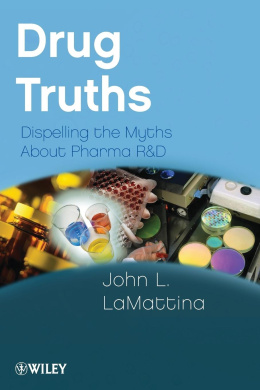 Drug
Truths
Dispelling the Myths
About Pharma R&D
John L.
LaMattina
WILEY